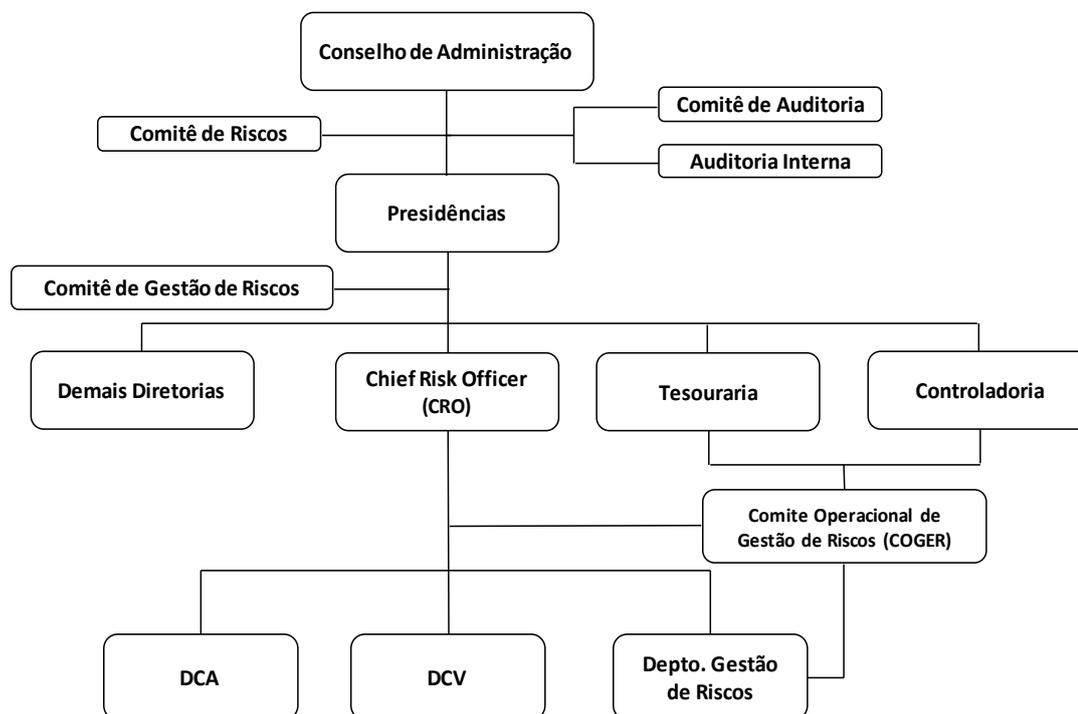 Conselho de Administração
Comitê de Auditoria
Comitê de Riscos
Auditoria Interna
Presidências
Comitê de Gestão de Riscos
Demais Diretorias
Chief Risk Officer
(CRO)
Tesouraria
Controladoria
Comite Operacional de
Gestão de Riscos (COGER)
DCA
DCV
Depto. Gestão
de Riscos